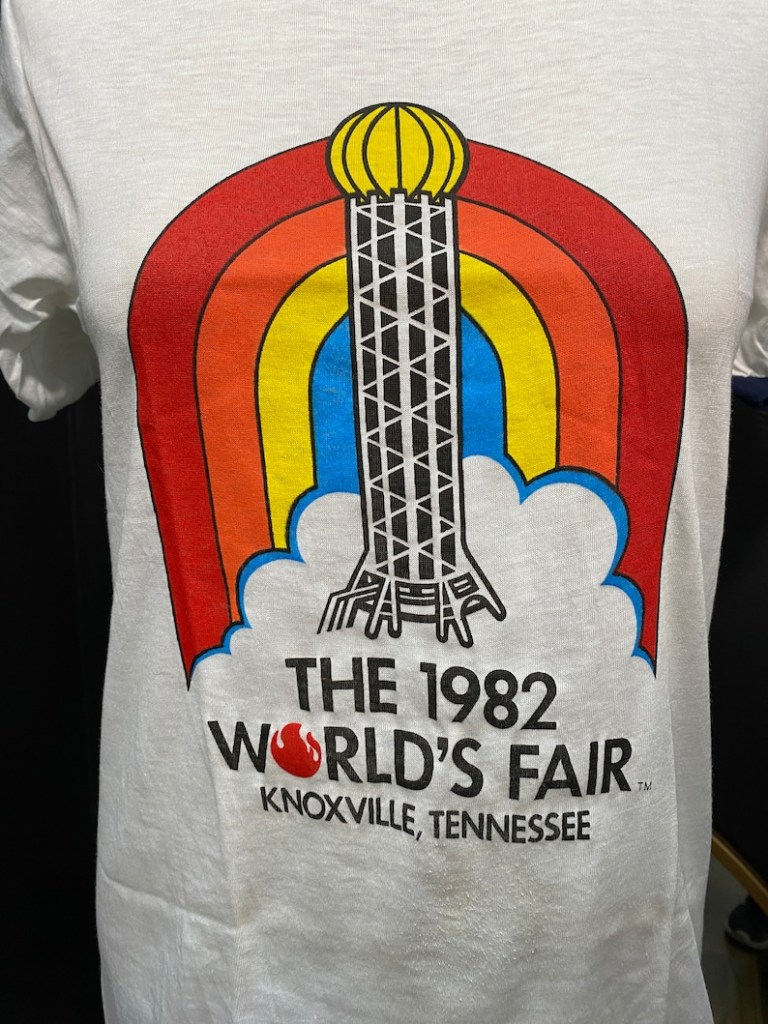 THE 1982
WORLD'S FAIR™
KNOXVILLE, TENNESSEE